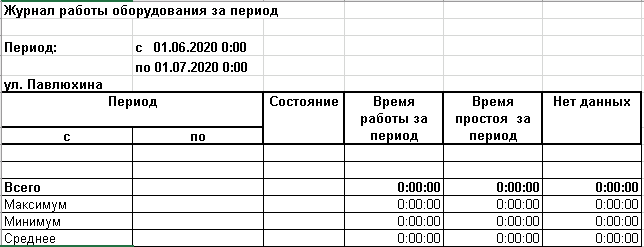 Журнал работы оборудования за период
Период: с 01.06.2020 0:00
по 01.07.2020 0:00
ул. Павлюхина
Период Состояние Время работы за период Время простоя за период Нет данных
с по
Всего 0:00:00 0:00:00 0:00:00
Максимум 0:00:00 0:00:00 0:00:00
Минимум 0:00:00 0:00:00 0:00:00
Среднее 0:00:00 0:00:00 0:00:00